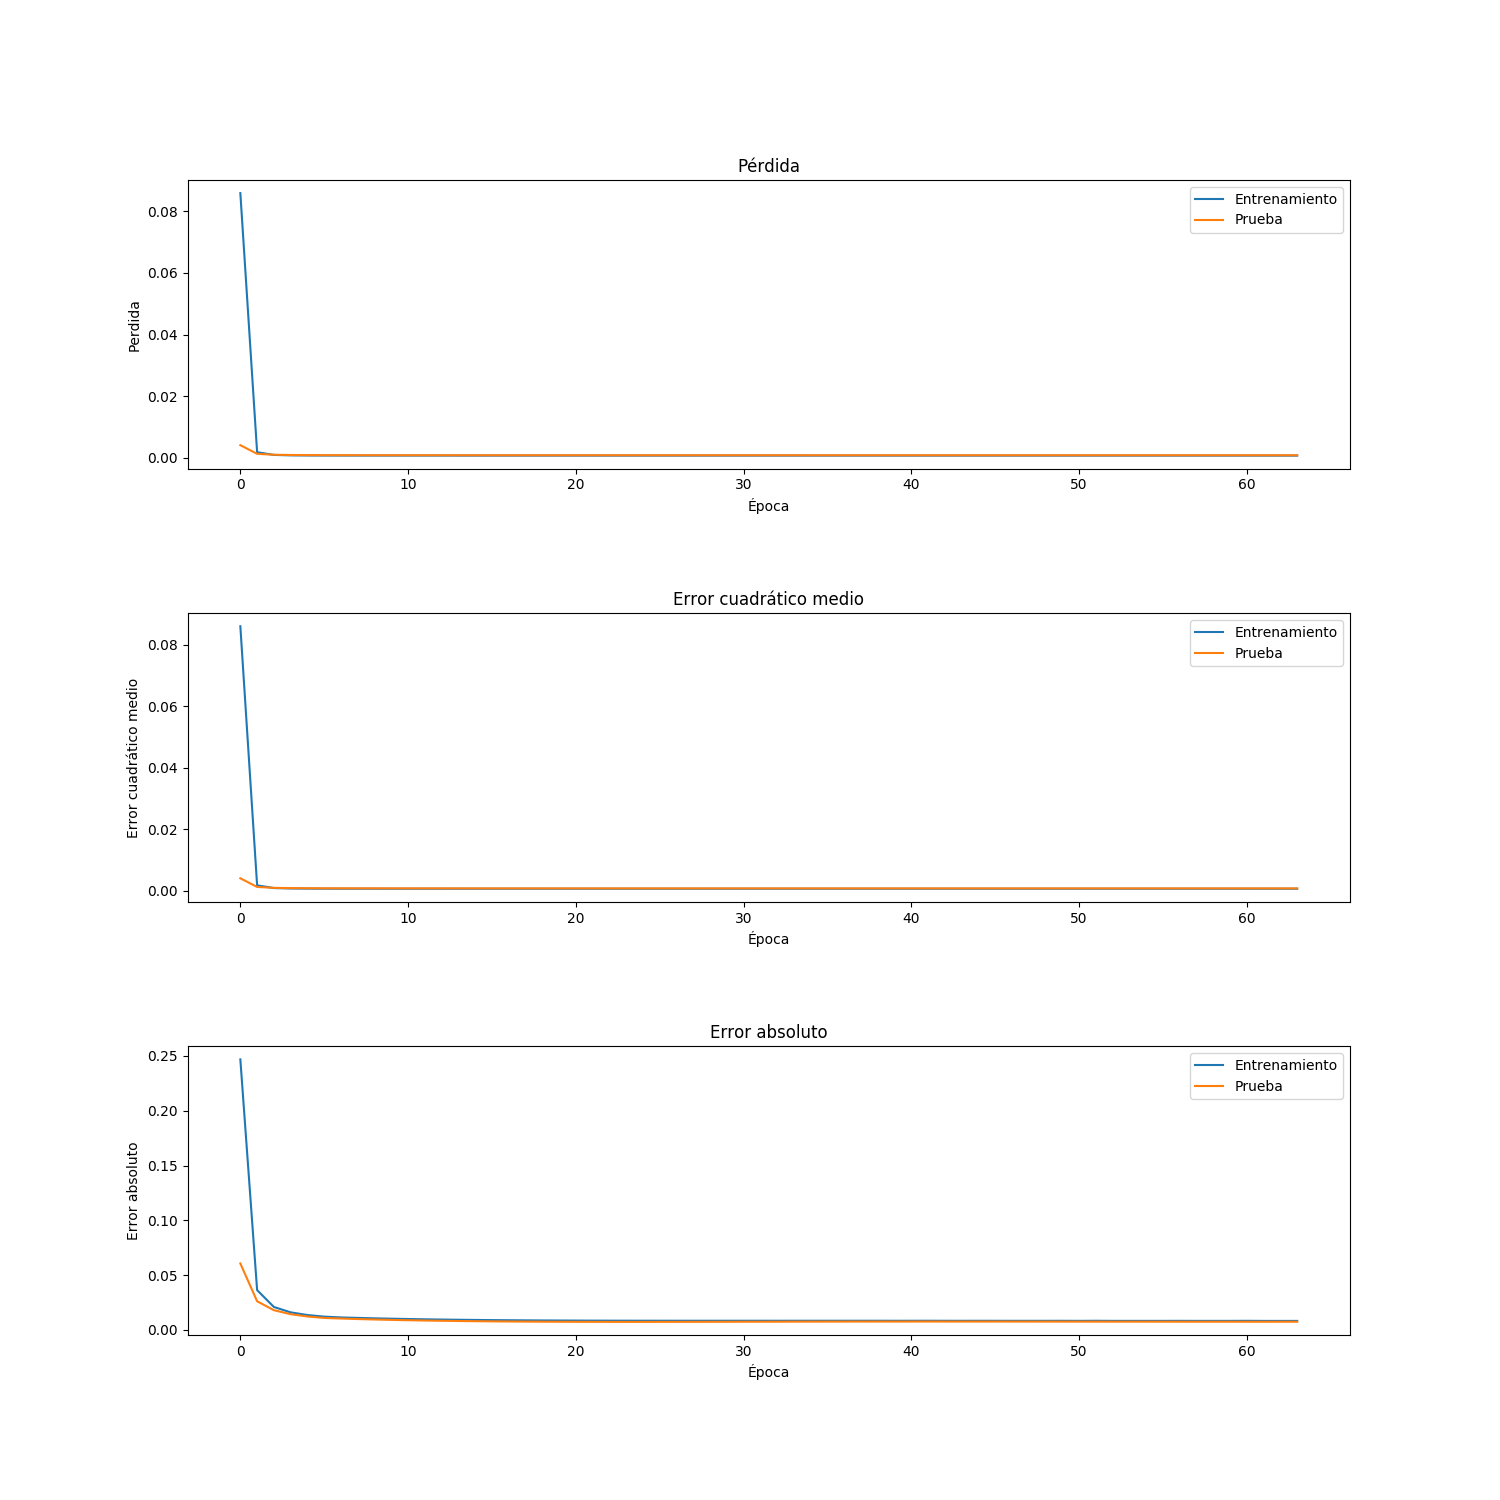 Pérdida
Entrenamiento
Prueba
0.08
0.06
0.04
0.02
0.00
Perdida
0 10 20 30 40 50 60
Época
Error cuadrático medio
Entrenamiento
Prueba
0.08
0.06
0.04
0.02
0.00
Error cuadrático medio
0 10 20 30 40 50 60
Época
Error absoluto
Entrenamiento
Prueba
0.25
0.20
0.15
0.10
0.05
0.00
Error absoluto
0 10 20 30 40 50 60
Época